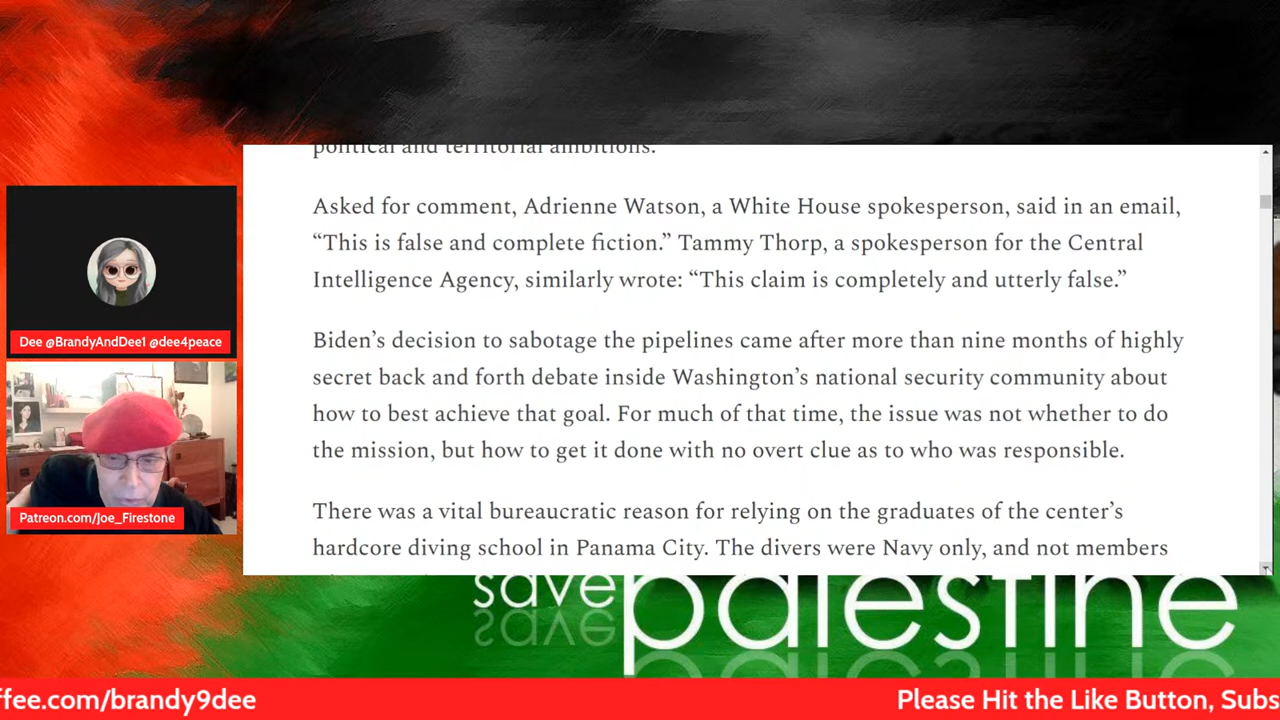 political and territorial ambitions.
Asked for comment, Adrienne Watson, a White House spokesperson, said in an email,
“This is false and complete fiction.” Tammy Thorp, a spokesperson for the Central
Intelligence Agency, similarly wrote: “This claim is completely and utterly false.”
Biden’s decision to sabotage the pipelines came after more than nine months of highly
secret back and forth debate inside Washington’s national security community about
how to best achieve that goal. For much of that time, the issue was not whether to do
the mission, but how to get it done with no overt clue as to who was responsible.
There was a vital bureaucratic reason for relying on the graduates of the center’s
hardcore diving school in Panama City. The divers were Navy only, and not members
Dee @BrandyAndDee1 @dee4peace
Patreon.com/Joe_Firestone
save palestine
ffee.com/brandy9dee
Please Hit the Like Button, Subs